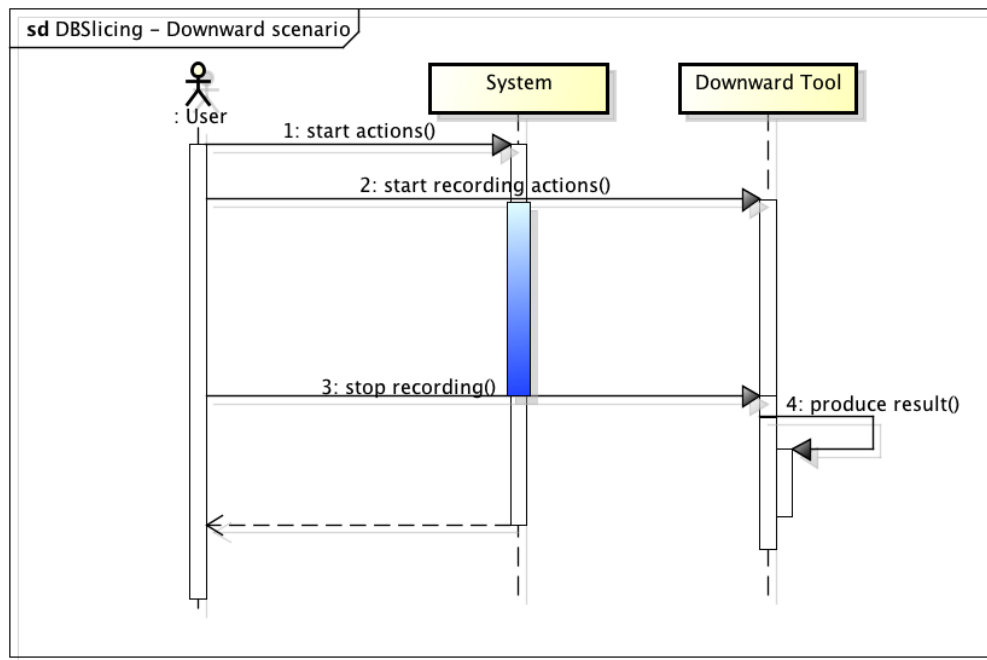 sd DBSlicing – Downward scenario
: User
System
Downward Tool
1: start actions()
2: start recording actions()
3: stop recording()
4: produce result()